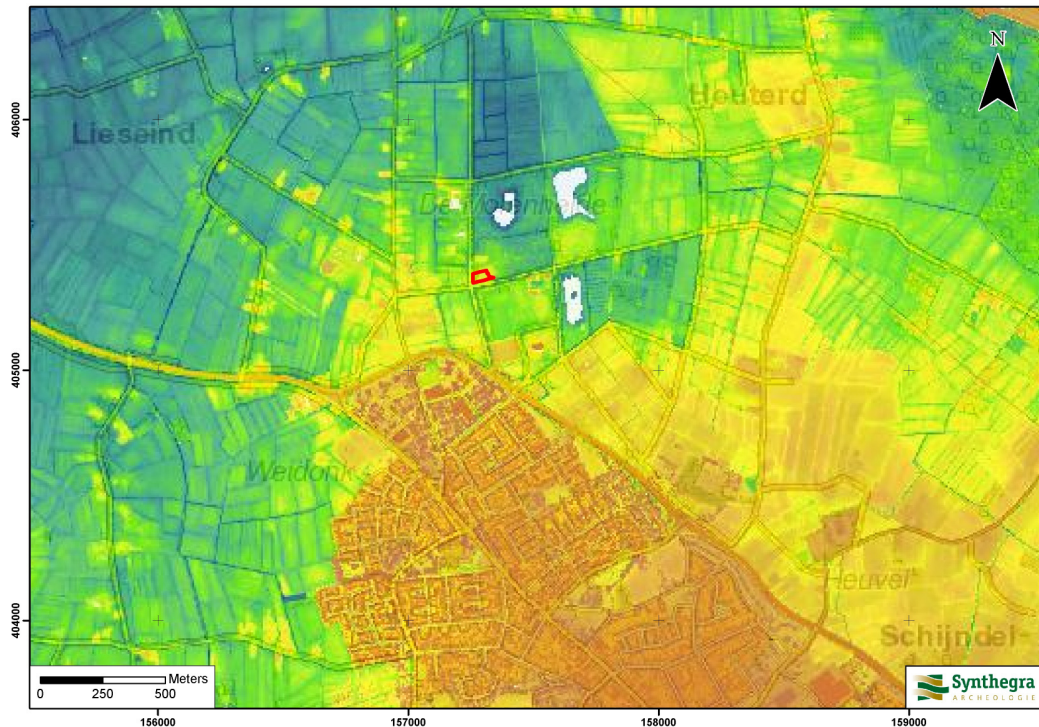 N
Heuterd
406000
Lieseind
405000
Weidonk
Heuvel
404000
Schijndel
Meters
0 250 500
Synthegra
ARCHEOLOGIE
156000 157000 158000 159000